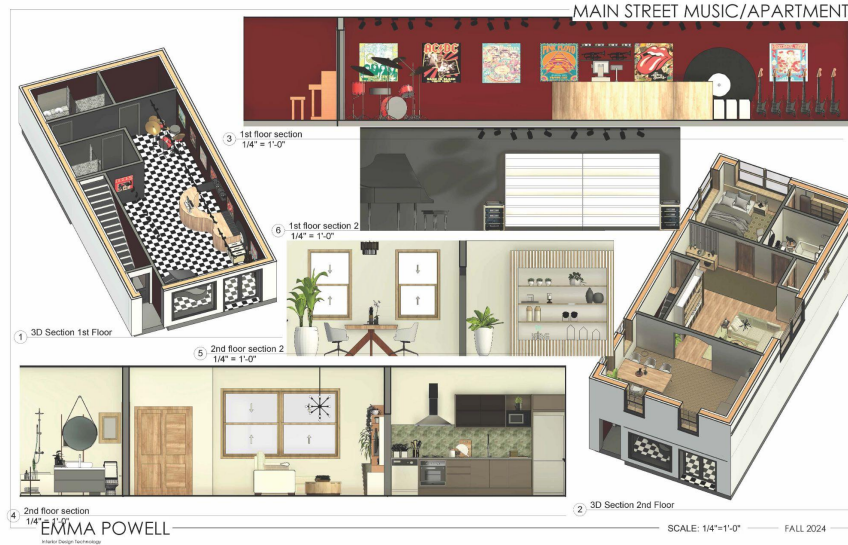 MAIN STREET MUSIC/APARTMENT
AC/DC
PINK FLOYD
3 1st floor section
1/4" = 1'-0"
6 1st floor section 2
1/4" = 1'-0"
1 3D Section 1st Floor
5 2nd floor section 2
1/4" = 1'-0"
2 3D Section 2nd Floor
4 2nd floor section
1/4" = 1'-0"
EMMA POWELL
Interior Design Technology
SCALE: 1/4"=1'-0"
FALL 2024